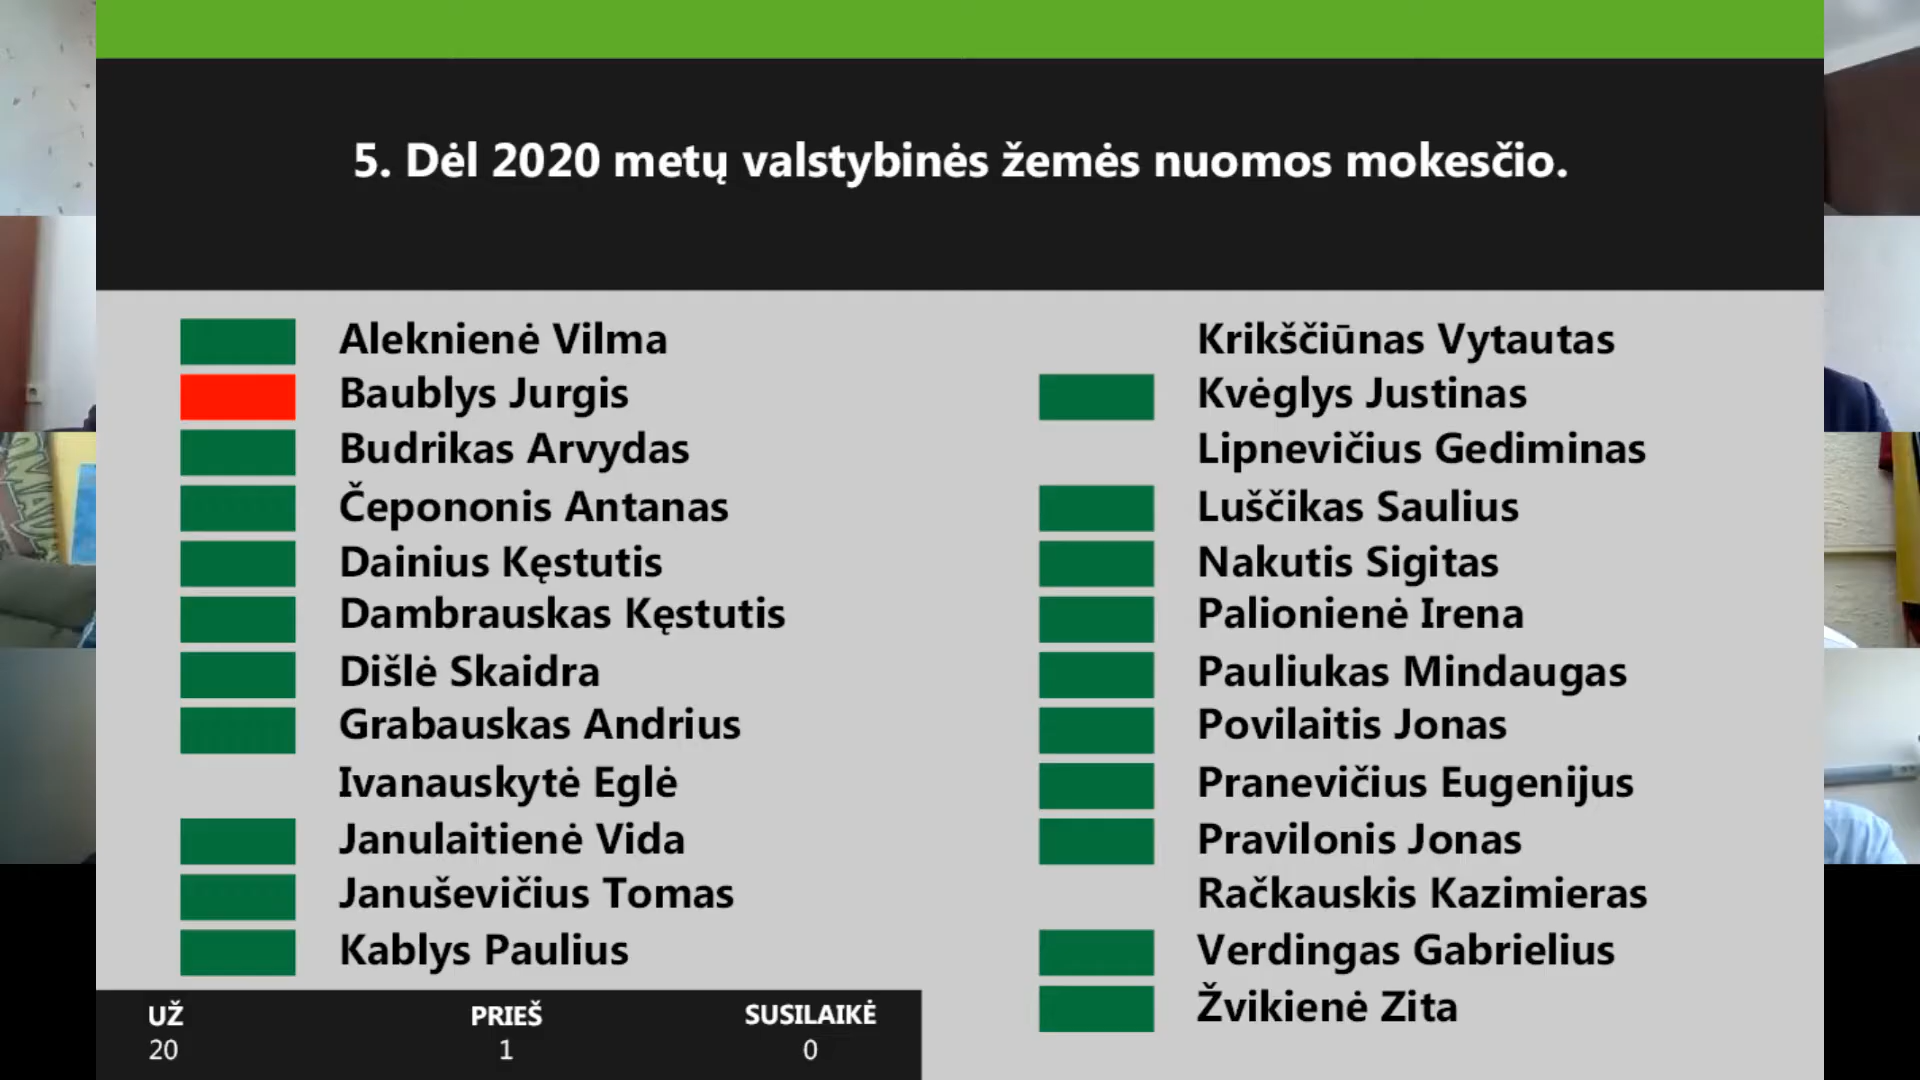 5. Dėl 2020 metų valstybinės žemės nuomos mokesčio.
Aleknienė Vilma
Baublys Jurgis
Budrikas Arvydas
Čepononis Antanas
Dainius Kęstutis
Dambrauskas Kęstutis
Dišlė Skaidra
Grabauskas Andrius
Ivanauskytė Eglė
Janulaitienė Vida
Januševičius Tomas
Kablys Paulius
Krikščiūnas Vytautas
Kvėglys Justinas
Lipnevičius Gediminas
Luščikas Saulius
Nakutis Sigitas
Palionienė Irena
Pauliukas Mindaugas
Povilaitis Jonas
Pranevičius Eugenijus
Pravilonis Jonas
Račkauskis Kazimieras
Verdingas Gabrielius
Žvikienė Zita
UŽ PRIEŠ SUSILAIKĖ
20 1 0